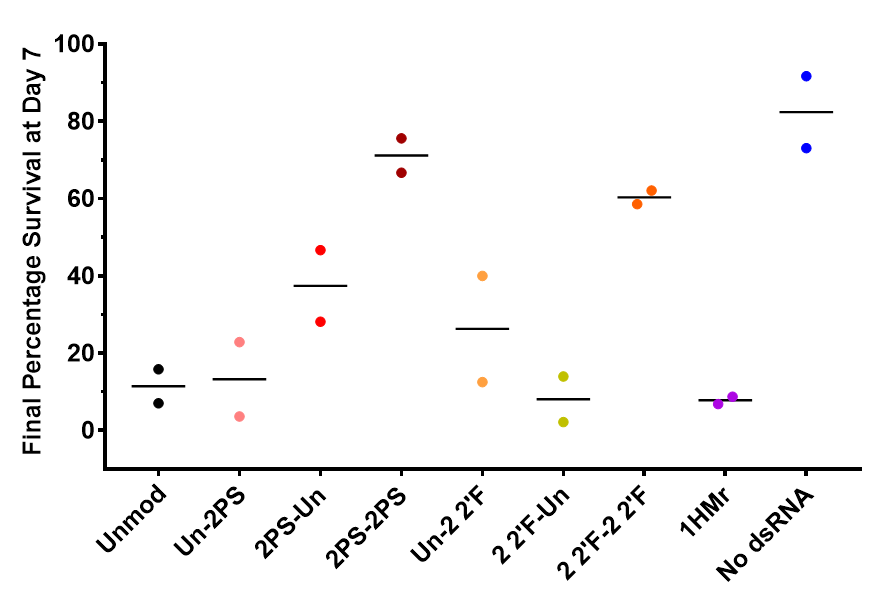 Final Percentage Survival at Day 7
100
80
60
40
20
0
Unmod
Un-2PS
2PS-Un
2PS-2PS
Un-2 2'F
2 2'F-Un
2 2'F-2 2'F
1HMr
No dsRNA